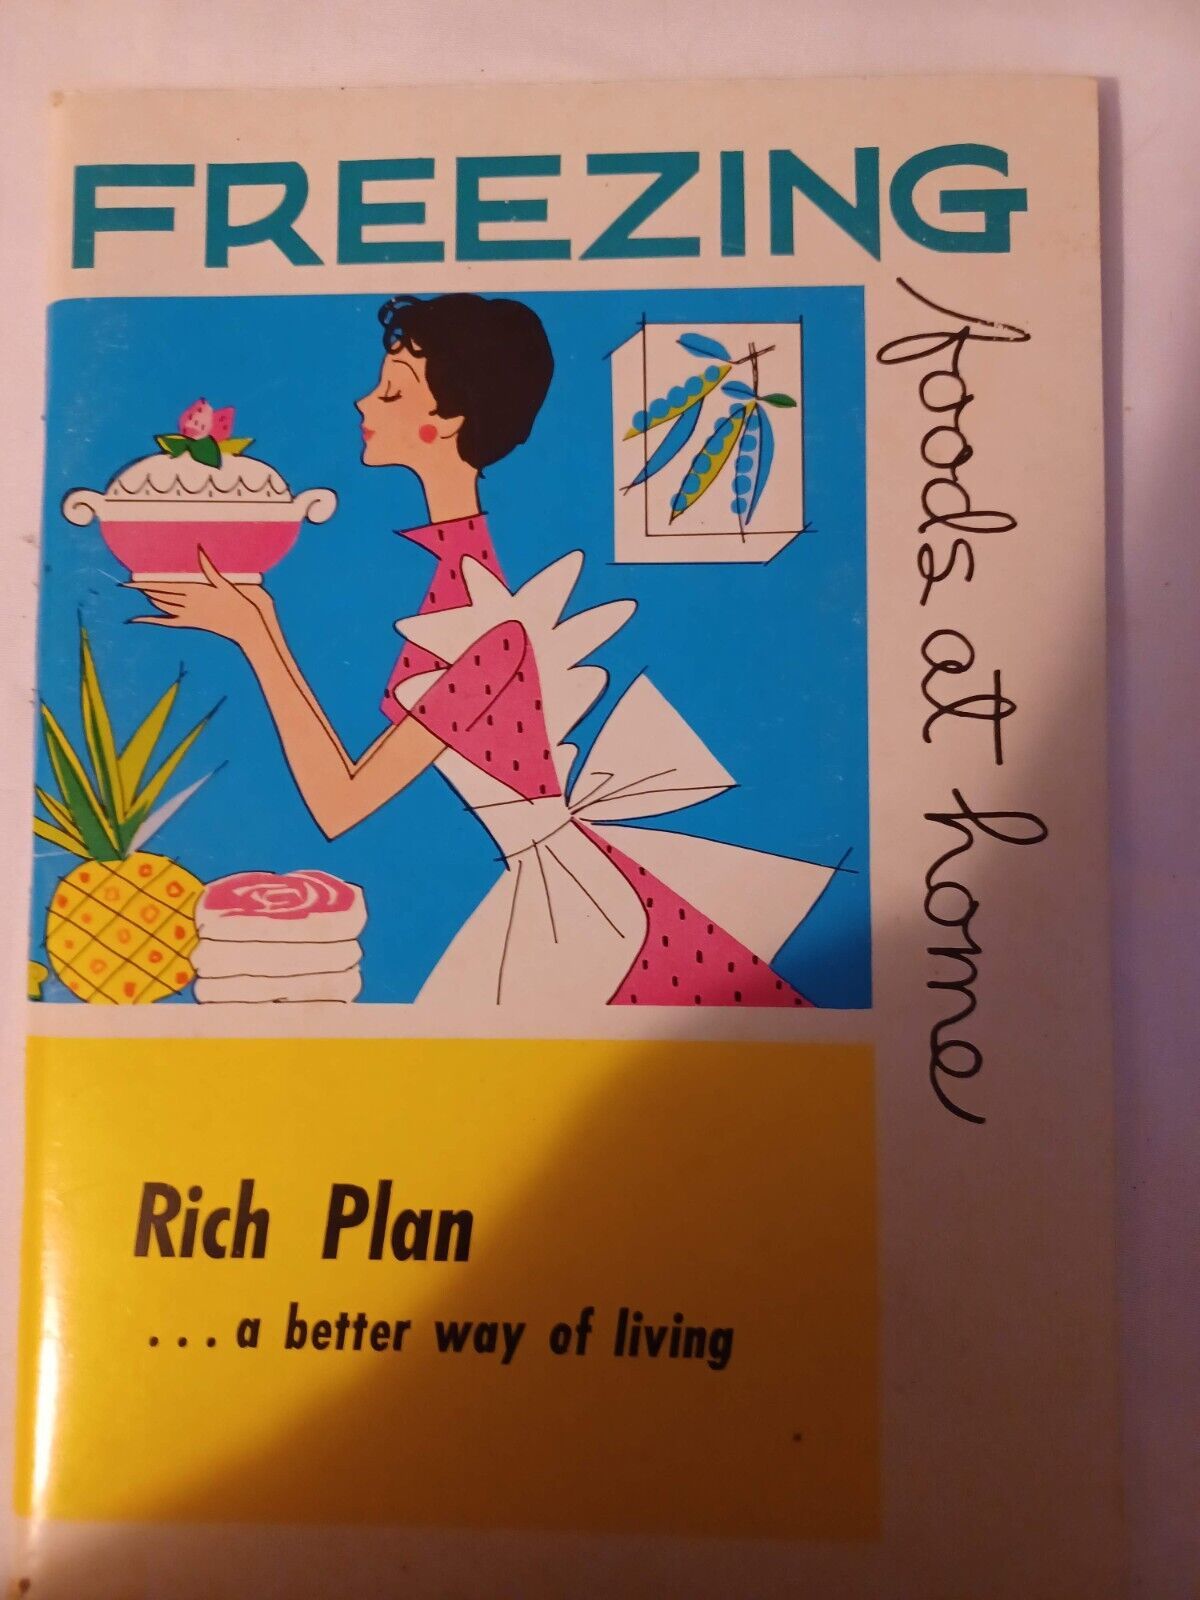 FREEZING
foods at home
Rich Plan
...a better way of living